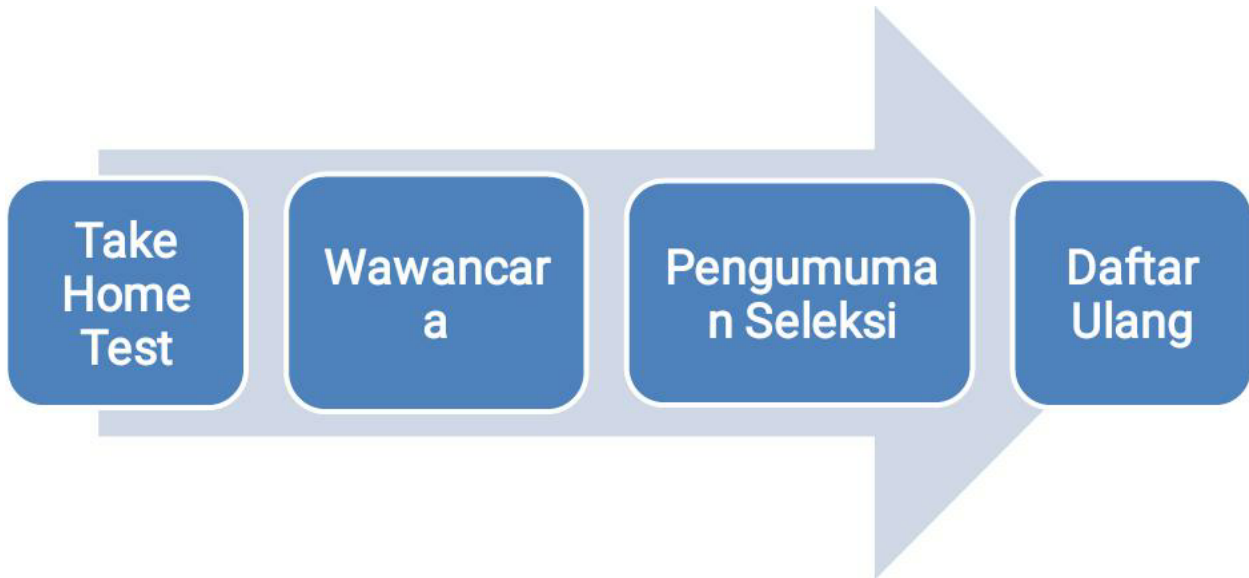 Take
Home
Test
Wawancar
a
Pengumuma
n Seleksi
Daftar
Ulang